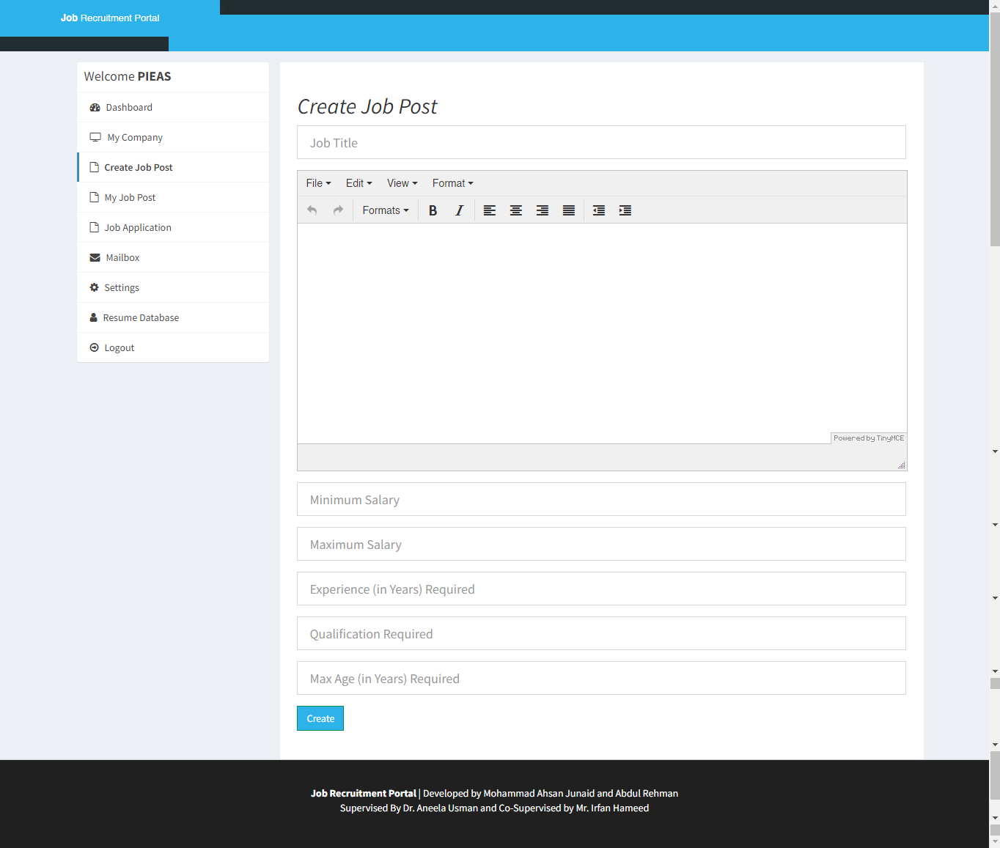 Job Recruitment Portal
Welcome PIEAS
Dashboard
My Company
Create Job Post
My Job Post
Job Application
Mailbox
Settings
Resume Database
Logout
Create Job Post
Job Title
File Edit View Format
Formats B I
Powered by TinyMCE
Minimum Salary
Maximum Salary
Experience (in Years) Required
Qualification Required
Max Age (in Years) Required
Create
Job Recruitment Portal | Developed by Mohammad Ahsan Junaid and Abdul Rehman
Supervised By Dr. Aneela Usman and Co-Supervised by Mr. Irfan Hameed